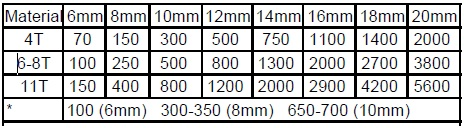 Material 6mm 8mm 10mm 12mm 14mm 16mm 18mm 20mm
4T 70 150 300 500 750 1100 1400 2000
6-8T 100 250 500 800 1300 2000 2700 3800
11T 150 400 800 1200 2000 2900 4200 5600
* 100 (6mm) 300-350 (8mm) 650-700 (10mm)